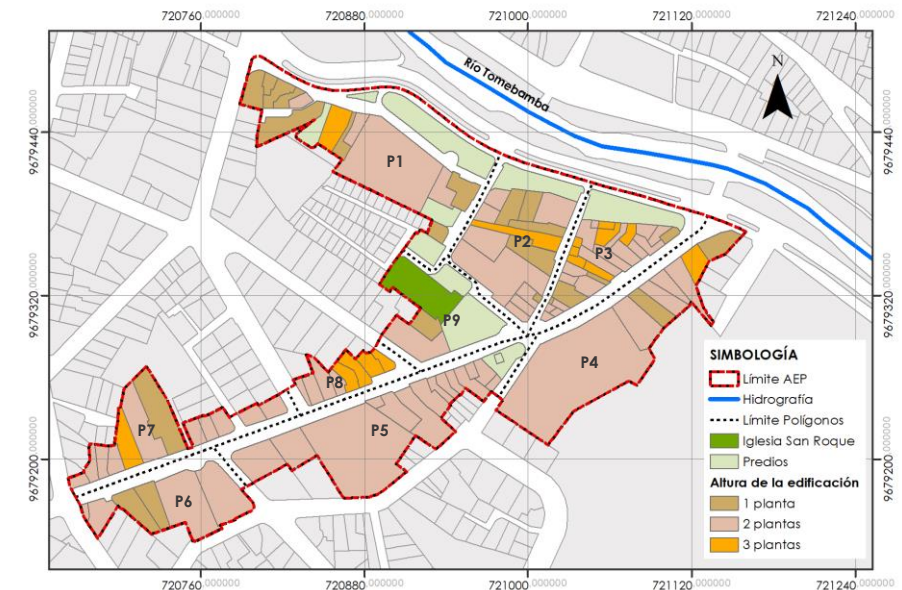 720760.000000 720880.000000 721000.000000 721120.000000 721240.000000
9679440.000000
9679320.000000
9679200.000000
Río Tomebamba
N
P1
P2
P3
P9
P4
P8
P7
P5
P6
SIMBOLOGÍA
Límite AEP
Hidrografía
Límite Polígonos
Iglesia San Roque
Predios
Altura de la edificación
1 planta
2 plantas
3 plantas
9679440.000000
9679320.000000
9679200.000000
720760.000000 720880.000000 721000.000000 721120.000000 721240.000000